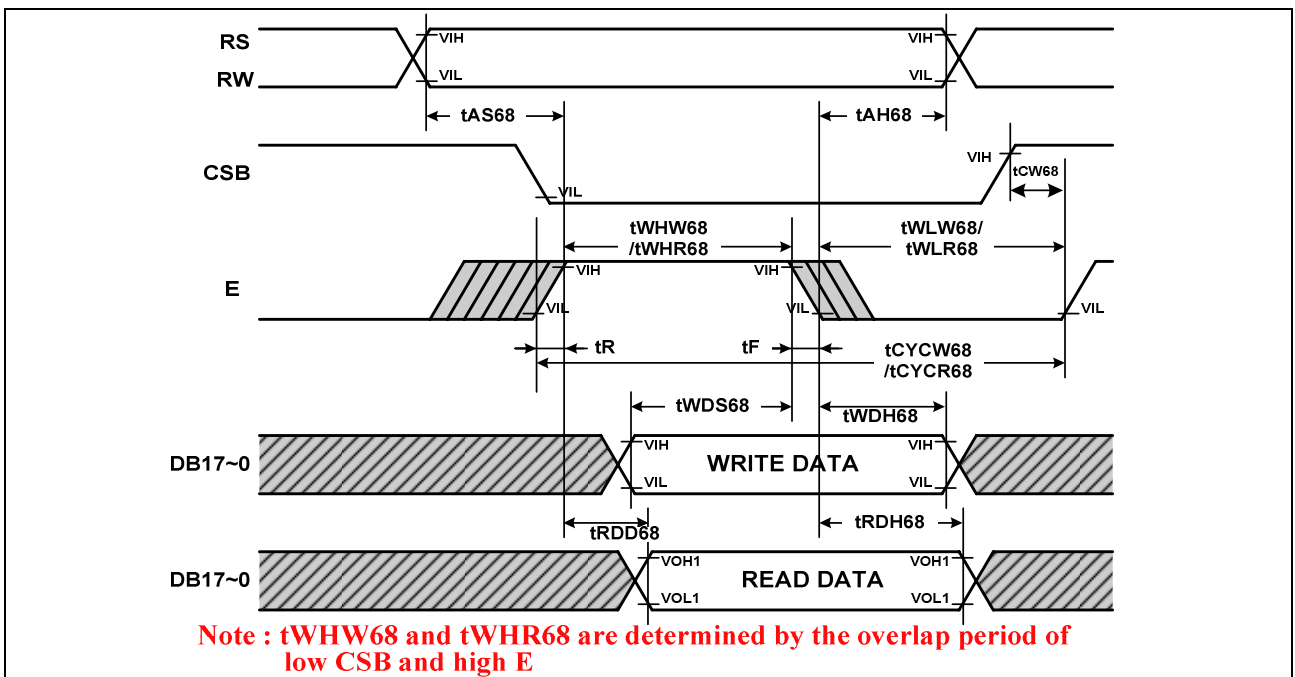 RS
VIH
VIH
RW
VIL
VIL
tAS68
tAH68
CSB
VIH
tCW68
VIL
tWHW68
/tWHR68
tWLW68/
tWLR68
E
VIH
VIH
VIL
VIL
VIL
tR
tF
tCYCW68
/tCYCR68
tWDS68
tWDH68
DB17~0
VIH
WRITE DATA
VIH
VIL
VIL
tRDD68
tRDH68
DB17~0
VOH1
READ DATA
VOH1
VOL1
VOL1
Note : tWHW68 and tWHR68 are determined by the overlap period of
low CSB and high E